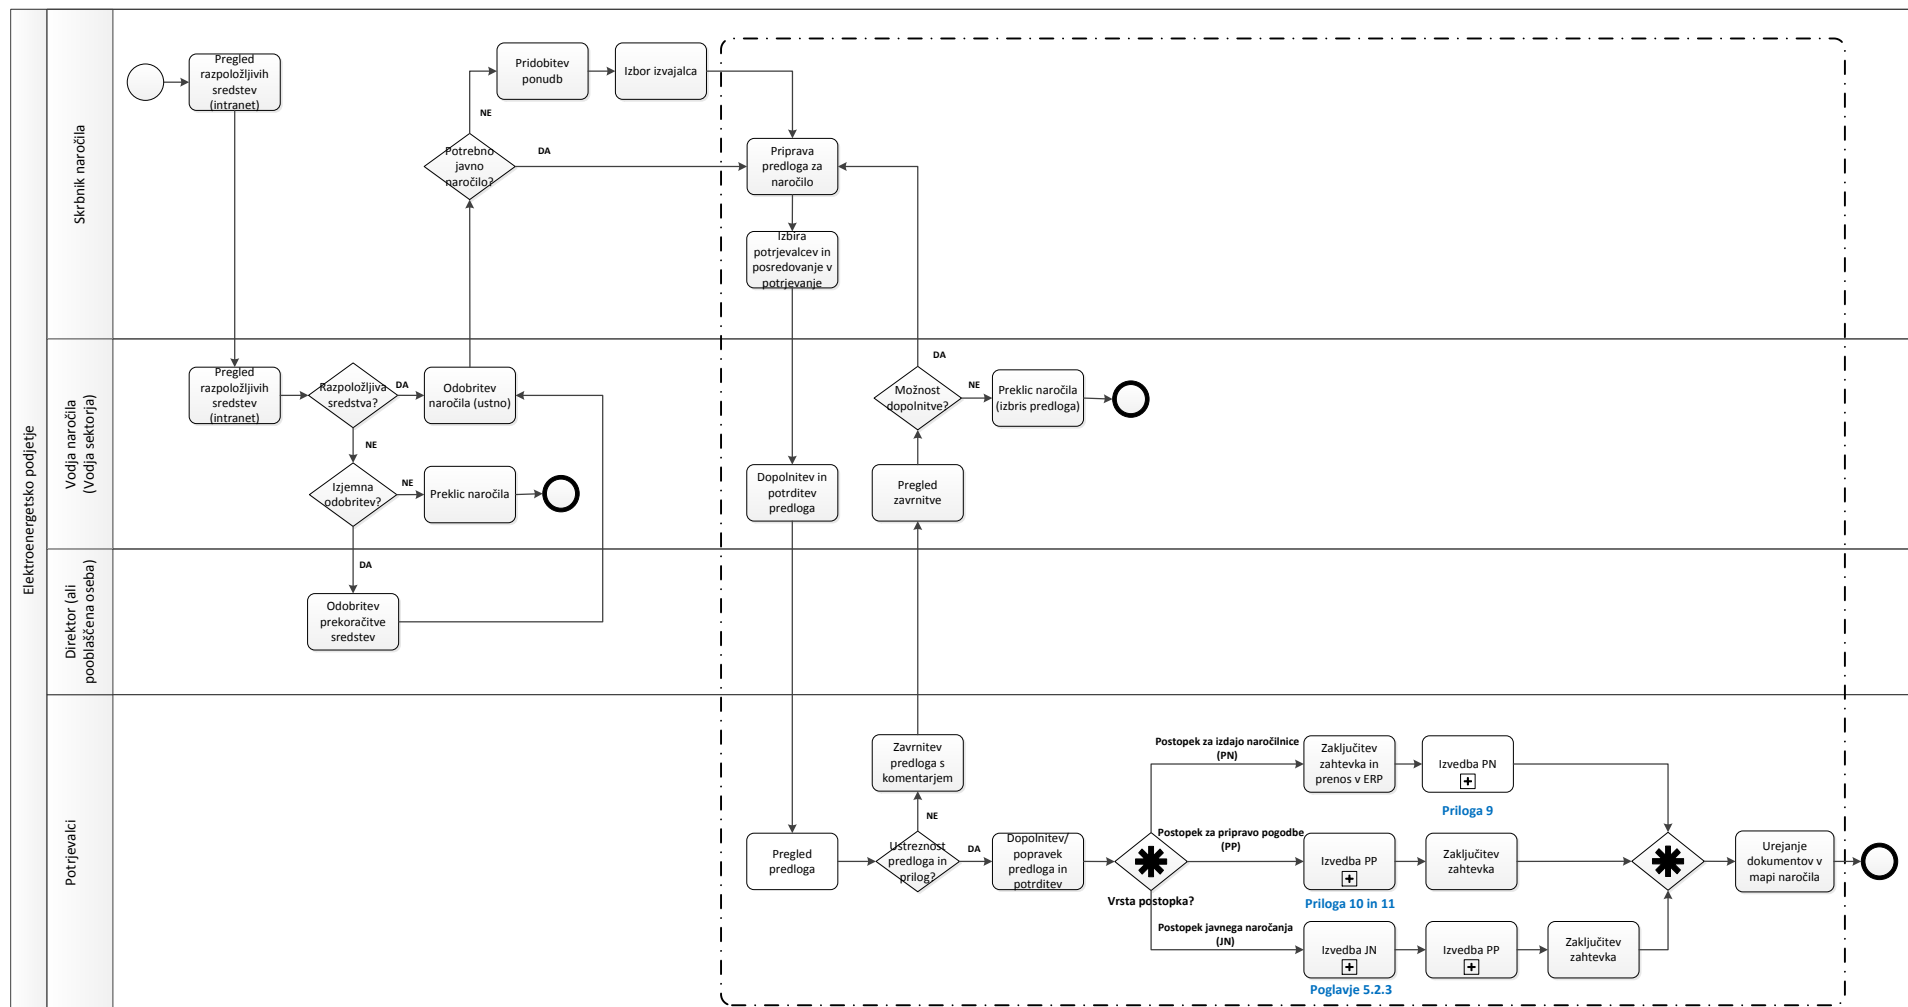 Elektroenergetsko podjetje
Skrbnik naročila
Pregled
razpoložljivih
sredstev
(intranet)
Pridobitev
ponudb
Izbor izvajalca
NE
Potrebno
javno
naročilo?
DA
Priprava
predloga za
naročilo
Izbira
potrjevalcev in
posredovanje v
potrjevanje
Vodja naročila
(Vodja sektorja)
Pregled
razpoložljivih
sredstev
(intranet)
Razpoložljiva
sredstva?
DA
Odobritev
naročila (ustno)
NE
Izjemna
odobritev?
NE
Preklic naročila
DA
DA
Možnost
dopolnitve?
NE
Preklic naročila
(izbris predloga)
Dopolnitev in
potrditev
predloga
Pregled
zavrnitve
Direktor (ali
pooblaščena oseba)
Odobritev
prekoračitve
sredstev
Potrjevalci
Zavrnitev
predloga s
komentarjem
NE
Pregled
predloga
Ustreznost
predloga in
prilog?
DA
Dopolnitev/
popravek
predloga in
potrditev
Vrsta postopka?
Postopek za izdajo naročilnice
(PN)
Zaključitev
zahtevka in
prenos v ERP
Izvedba PN
Priloga 9
Postopek za pripravo pogodbe
(PP)
Izvedba PP
Zaključitev
zahtevka
Priloga 10 in 11
Postopek javnega naročanja
(JN)
Izvedba JN
Izvedba PP
Zaključitev
zahtevka
Poglavje 5.2.3
Urejanje
dokumentov v
mapi naročila